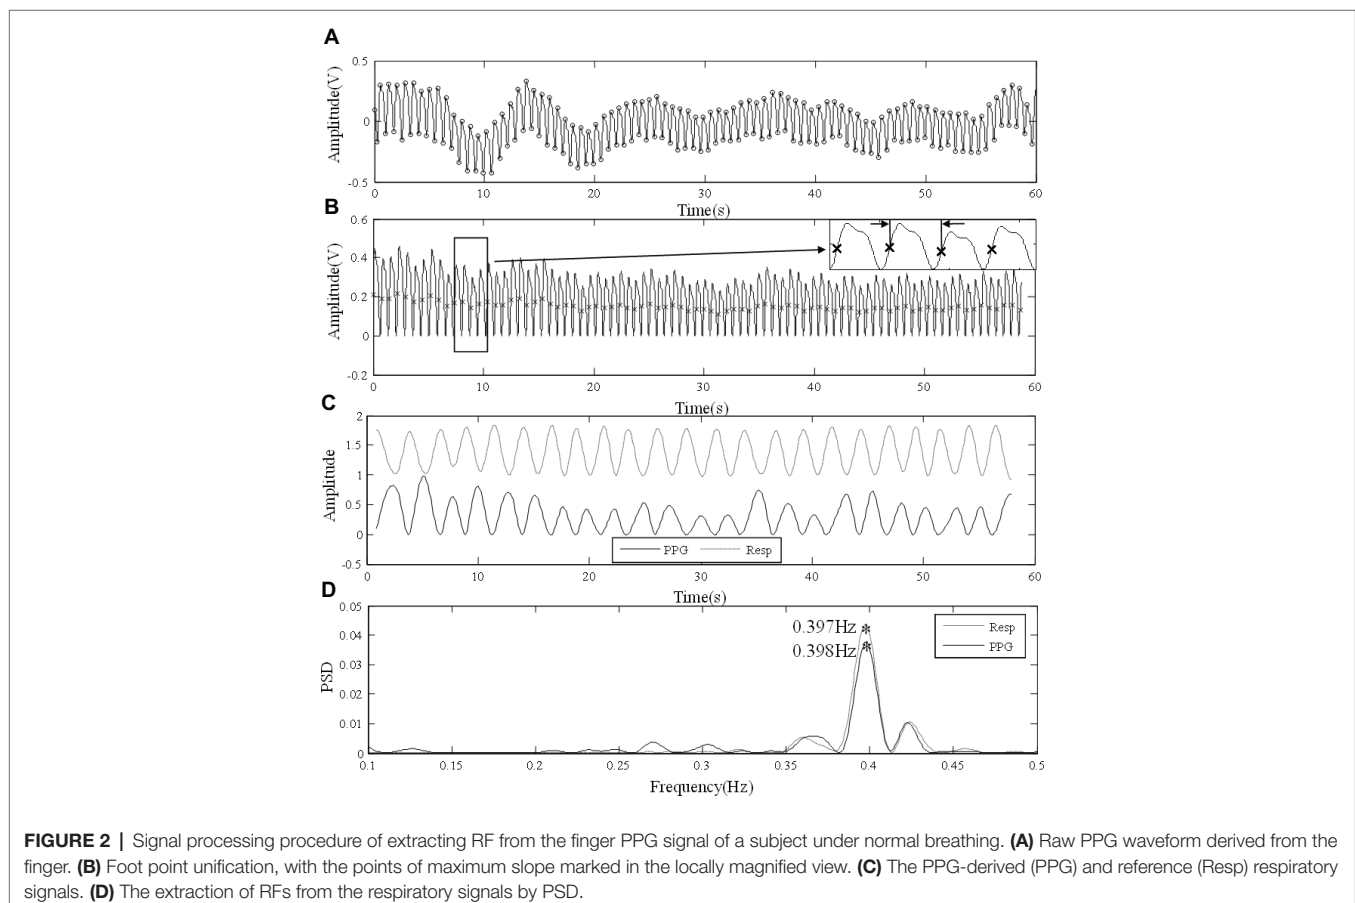 A
0.5
0
-0.5
Amplitude(V)
0 10 20 30 40 50 60
Time(s)
B
0.6
0.4
0.2
0
-0.2
Amplitude(V)
0 10 20 30 40 50 60
Time(s)
C
2
1.5
1
0.5
0
-0.5
Amplitude
PPG Resp
0 10 20 30 40 50 60
Time(s)
D
0.05
0.04
0.03
0.02
0.01
0
PSD
0.397Hz
0.398Hz
Resp
PPG
0.1 0.15 0.2 0.25 0.3 0.35 0.4 0.45 0.5
Frequency(Hz)
FIGURE 2 | Signal processing procedure of extracting RF from the finger PPG signal of a subject under normal breathing. (A) Raw PPG waveform derived from the
finger. (B) Foot point unification, with the points of maximum slope marked in the locally magnified view. (C) The PPG-derived (PPG) and reference (Resp) respiratory
signals. (D) The extraction of RFs from the respiratory signals by PSD.